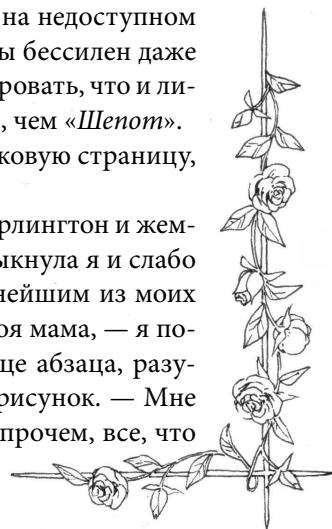 на недоступном
ы бессилен даже
ровать, что и ли-
, чем «Шепот».
ковую страницу,
рлингтон и жем-
ыкнула я и слабо
нейшим из моих
оя мама, — я по-
це абзаца, разу-
рисунок. — Мне
прочем, все, что